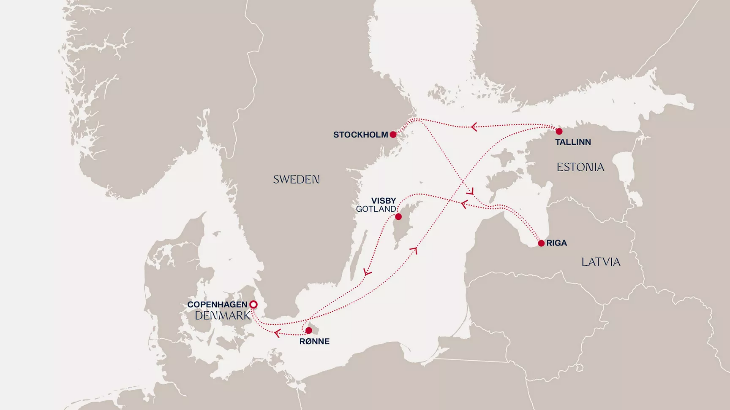 STOCKHOLM
TALLINN
ESTONIA
SWEDEN
VISBY
GOTLAND
RIGA
LATVIA
COPENHAGEN
DENMARK
RØNNE